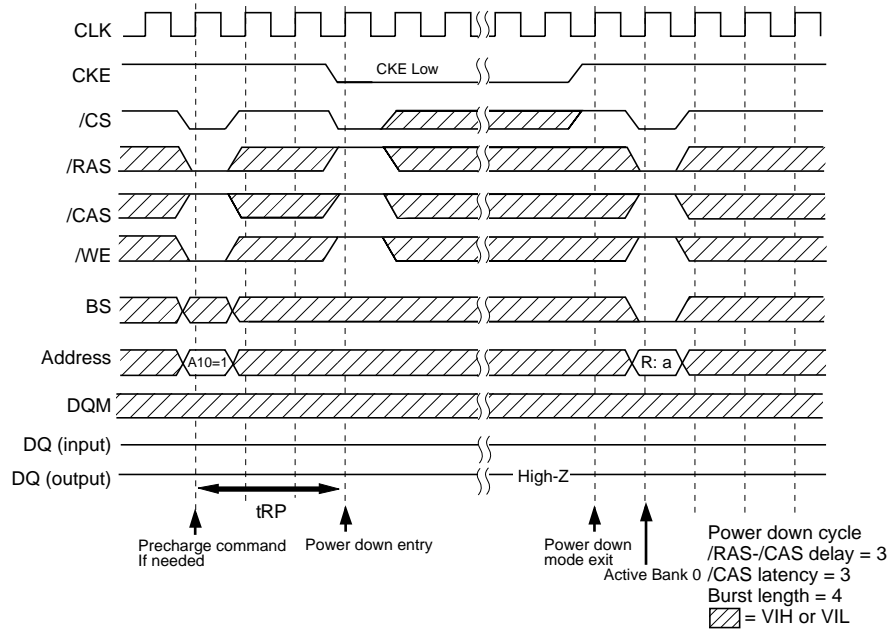 CLK
CKE
CKE Low
/CS
/RAS
/CAS
/WE
BS
Address
A10=1
R: a
DQM
DQ (input)
DQ (output)
High-Z
tRP
Precharge command
If needed
Power down entry
Power down
mode exit
Active Bank 0
Power down cycle
/RAS-/CAS delay = 3
/CAS latency = 3
Burst length = 4
= VIH or VIL